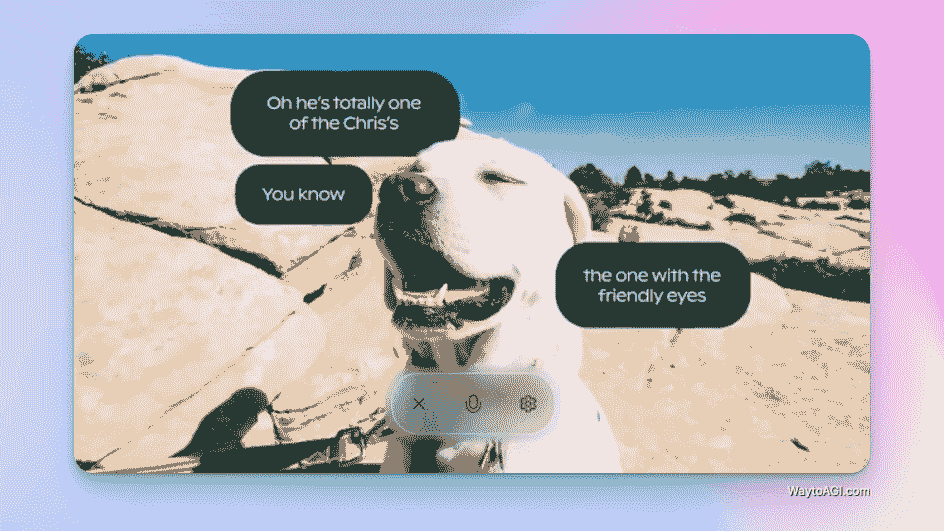 Oh he's totally one
of the Chris's
You know
the one with the
friendly eyes
WaytoAGI.com